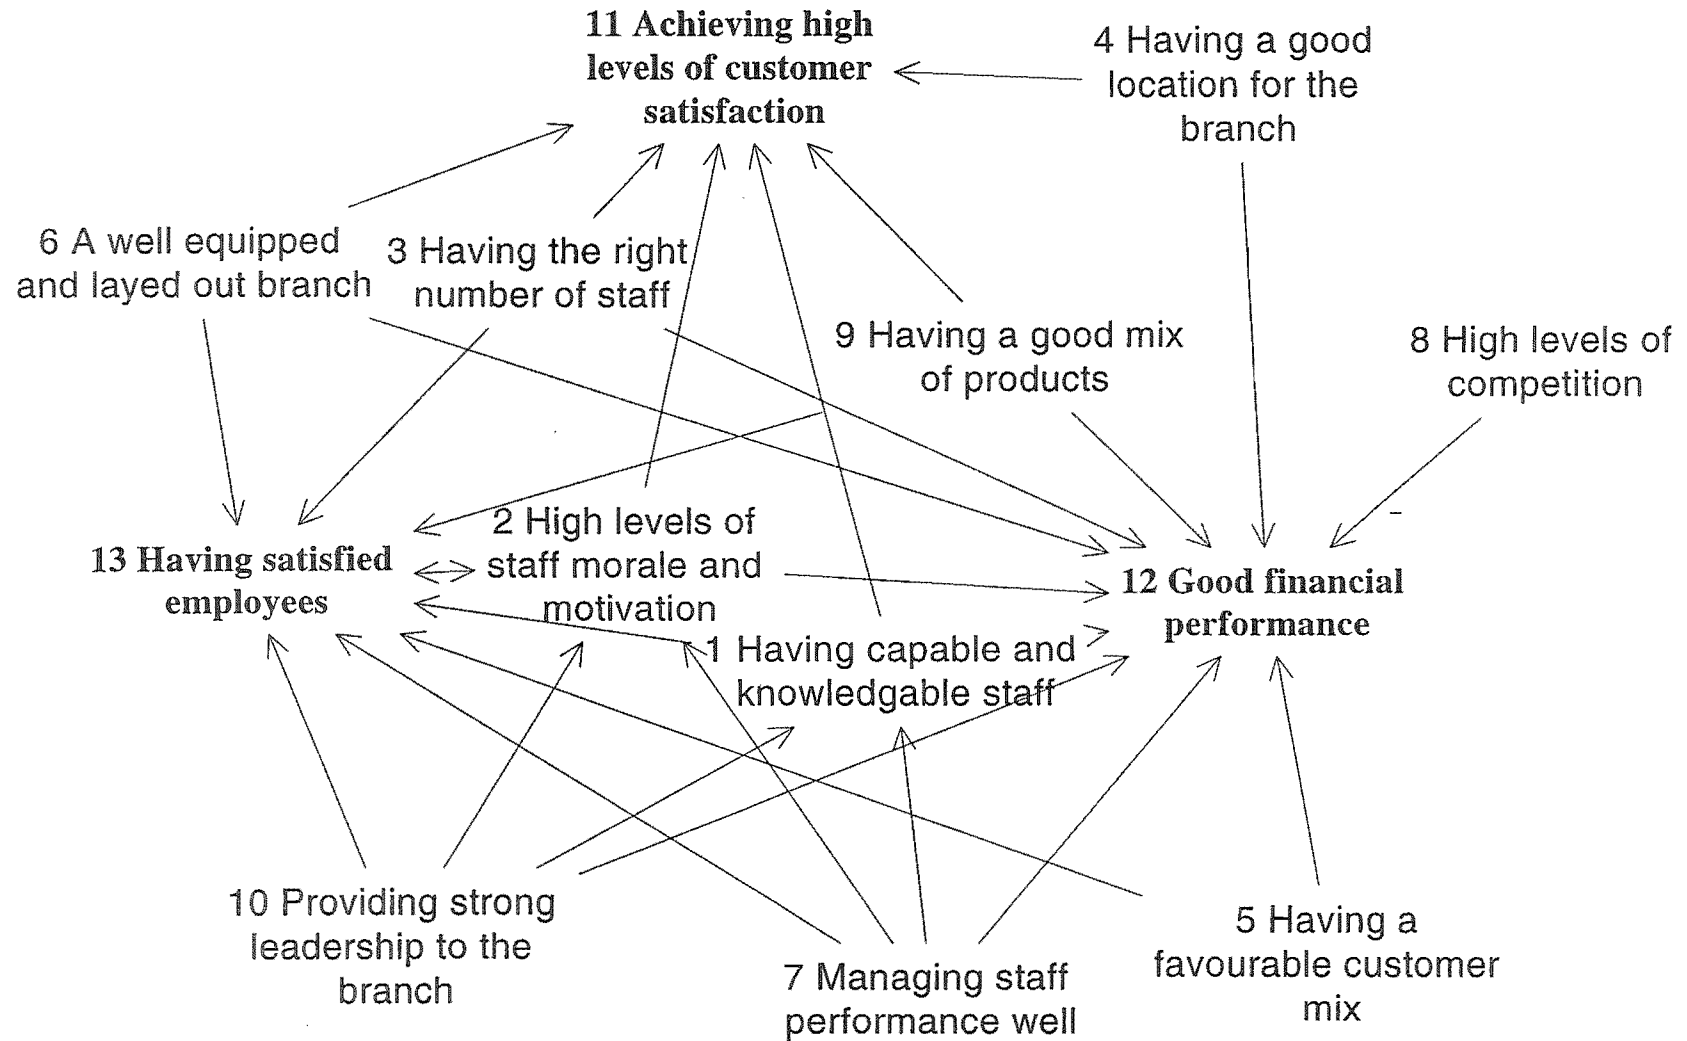 11 Achieving high
levels of customer
satisfaction
4 Having a good
location for the
branch
6 A well equipped
and layed out branch
3 Having the right
number of staff
9 Having a good mix
of products
8 High levels of
competition
13 Having satisfied
employees
2 High levels of
staff morale and
motivation
12 Good financial
performance
1 Having capable and
knowledgable staff
10 Providing strong
leadership to the
branch
7 Managing staff
performance well
5 Having a
favourable customer
mix